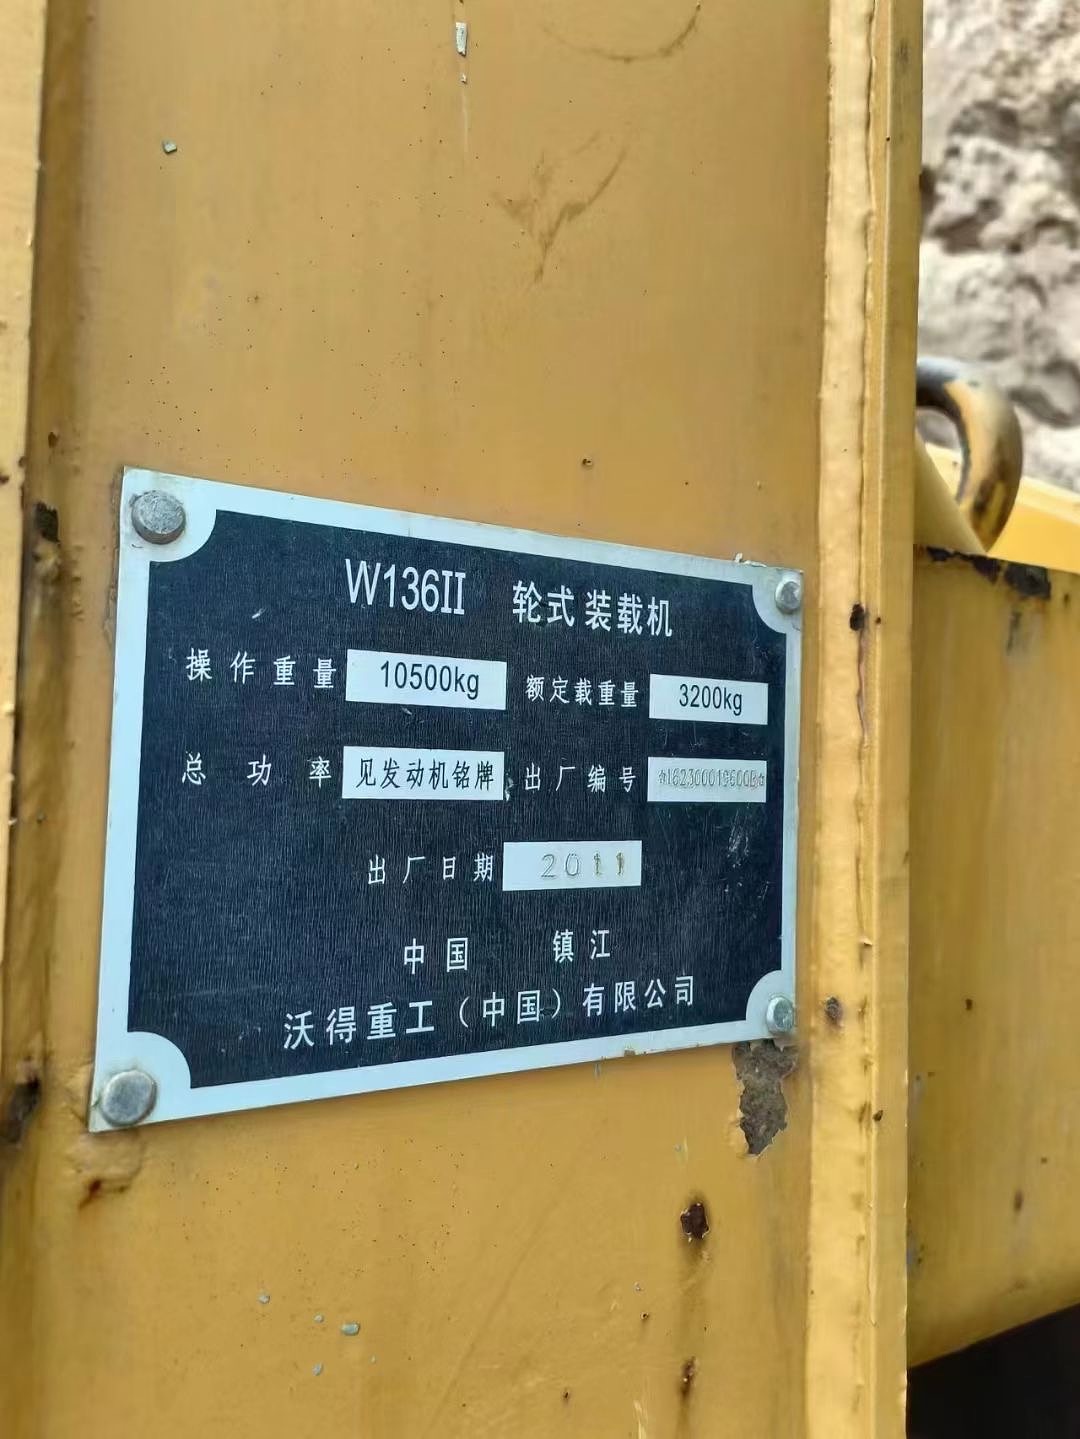 W136II 轮式装载机
操作重量 10500kg 额定载重量 3200kg
总功率 见发动机铭牌 出厂编号
出厂日期 2011
中国 镇江
沃得重工（中国）有限公司